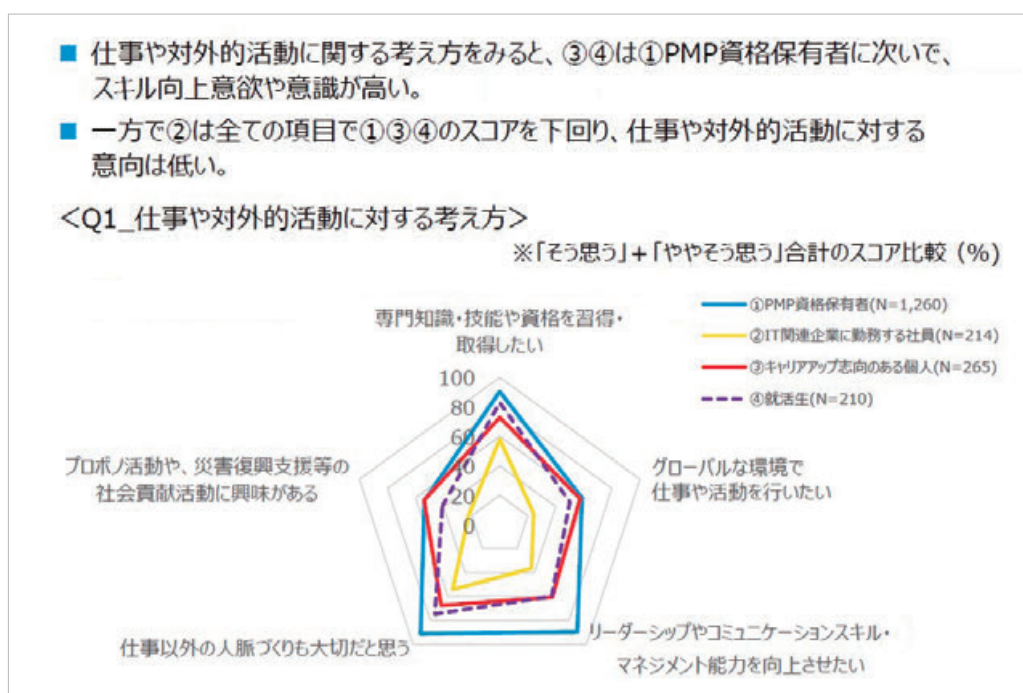 ■ 仕事や対外的活動に関する考え方をみると、③④は①PMP資格保有者に次いで、
スキル向上意欲や意識が高い。
■ 一方で②は全ての項目で①③④のスコアを下回り、仕事や対外的活動に対する
意向は低い。
＜Q1_仕事や対外的活動に対する考え方＞
※「そう思う」+「ややそう思う」合計のスコア比較（%）
①PMP資格保有者(N=1,260)
②IT関連企業に勤務する社員(N=214)
③キャリアアップ志向のある個人(N=265)
④就活生(N=210)
専門知識・技能や資格を習得・
取得したい
100
80
60
40
20
0
グローバルな環境で
仕事や活動を行いたい
プロボノ活動や、災害復興支援等の
社会貢献活動に興味がある
リーダーシップやコミュニケーションスキル・
マネジメント能力を向上させたい
仕事以外の人脈づくりも大切だと思う